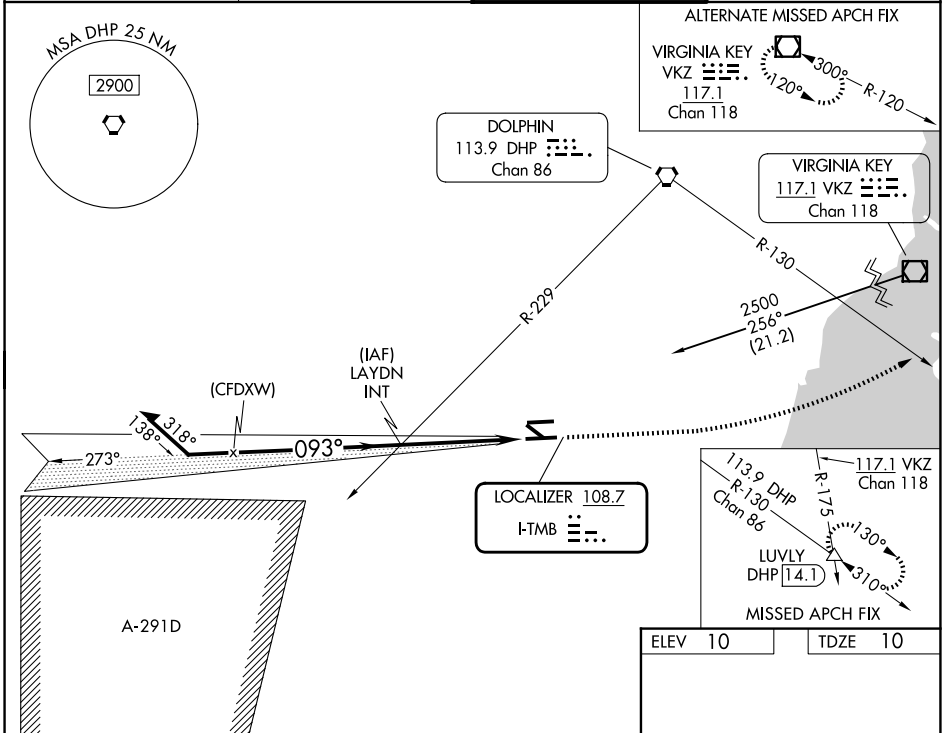 MSA DHP 25 NM
2900
ALTERNATE MISSED APCH FIX
VIRGINIA KEY
VKZ
117.1
Chan 118
300°
120°
R-120
DOLPHIN
113.9 DHP
Chan 86
VIRGINIA KEY
117.1 VKZ
Chan 118
R-130
R-229
2500
256°
(21.2)
(IAF)
LAYDN
INT
(CFDXW)
318°
138°
093°
273°
LOCALIZER 108.7
I-TMB
113.9 DHP
R-130
Chan 86
R-175
117.1 VKZ
Chan 118
130°
310°
LUVLY
DHP 14.1
MISSED APCH FIX
A-291D
ELEV 10
TDZE 10